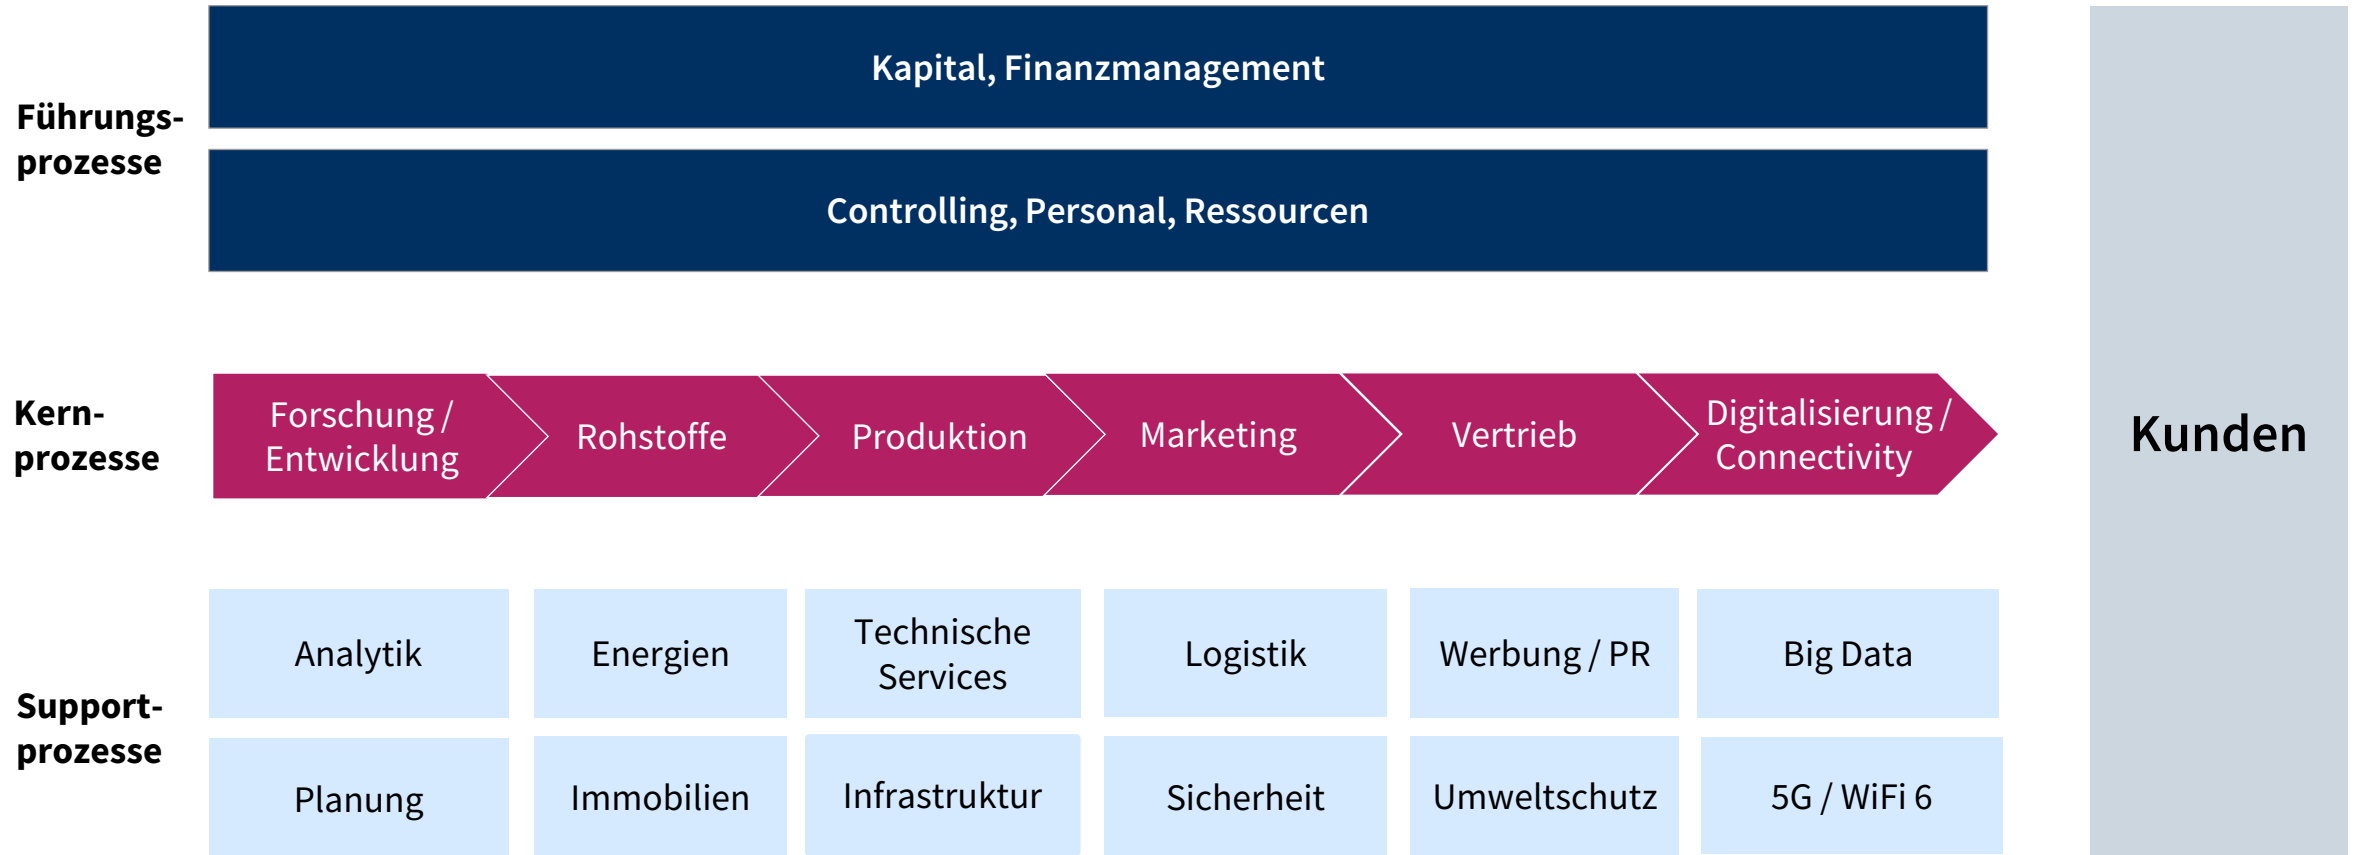 Führungs-
prozesse
Kapital, Finanzmanagement
Controlling, Personal, Ressourcen
Kern-
prozesse
Forschung /
Entwicklung
Rohstoffe
Produktion
Marketing
Vertrieb
Digitalisierung /
Connectivity
Kunden
Support-
prozesse
Analytik
Energien
Technische
Services
Logistik
Werbung / PR
Big Data
Planung
Immobilien
Infrastruktur
Sicherheit
Umweltschutz
5G / WiFi 6